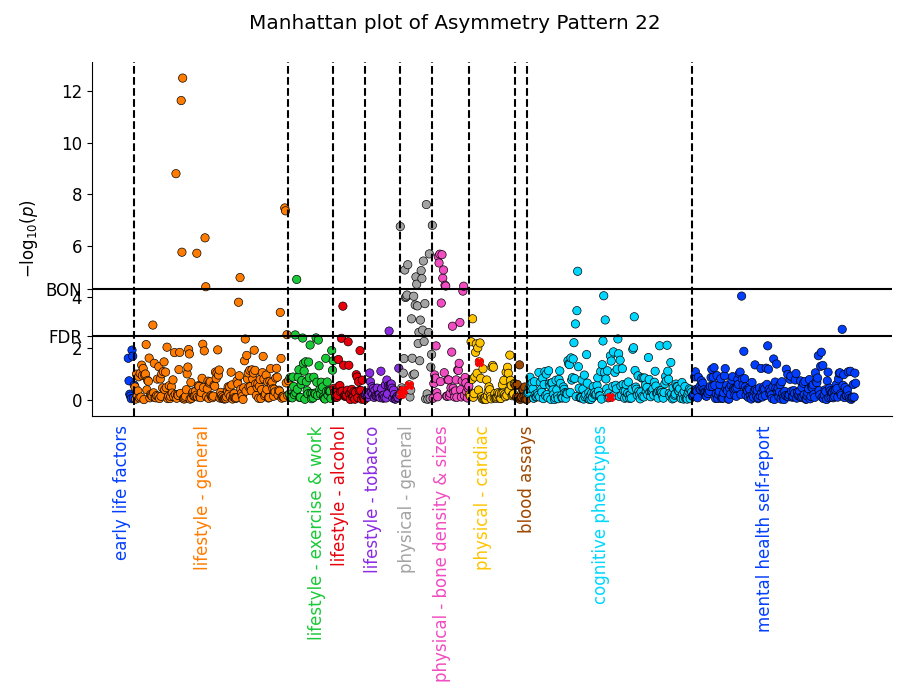 Manhattan plot of Asymmetry Pattern 22
−log₁₀(p)
12
10
8
6
BON
4
FDR
2
0
early life factors
lifestyle - general
lifestyle - exercise & work
lifestyle - alcohol
lifestyle - tobacco
physical - general
physical - bone density & sizes
physical - cardiac
blood assays
cognitive phenotypes
mental health self-report